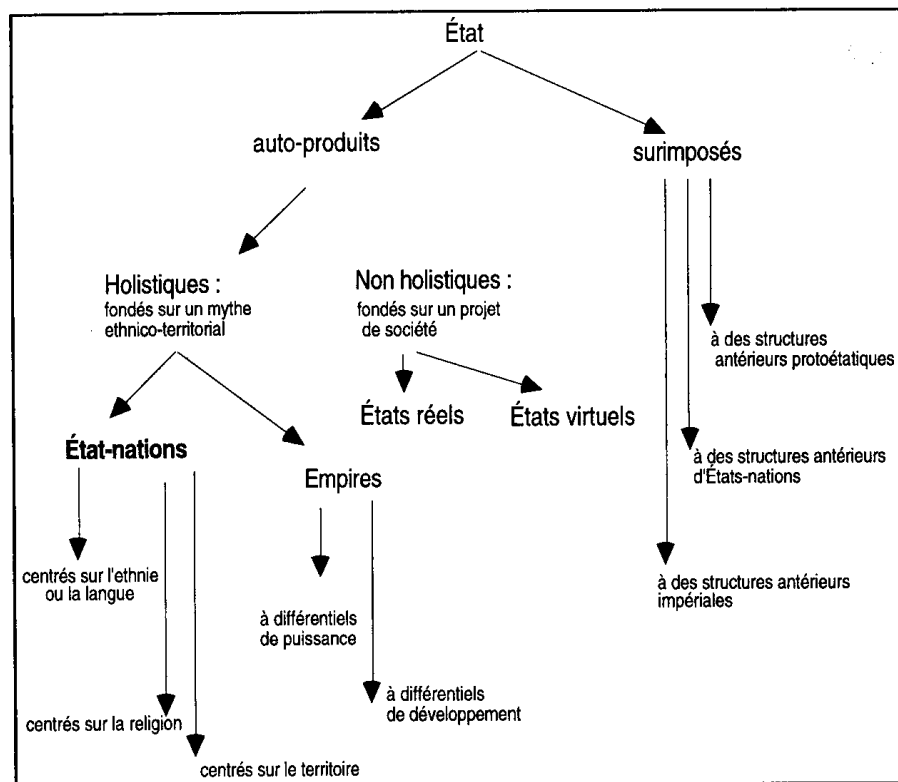 État
auto-produits
surimposés
Holistiques :
fondés sur un mythe
ethnico-territorial
Non holistiques :
fondés sur un projet
de société
à des structures
antérieurs protoétatiques
États réels
États virtuels
État-nations
Empires
à des structures antérieurs
d'États-nations
centrés sur l'ethnie
ou la langue
à des structures antérieurs
impériales
à différentiels
de puissance
à différentiels
de développement
centrés sur la religion
centrés sur le territoire